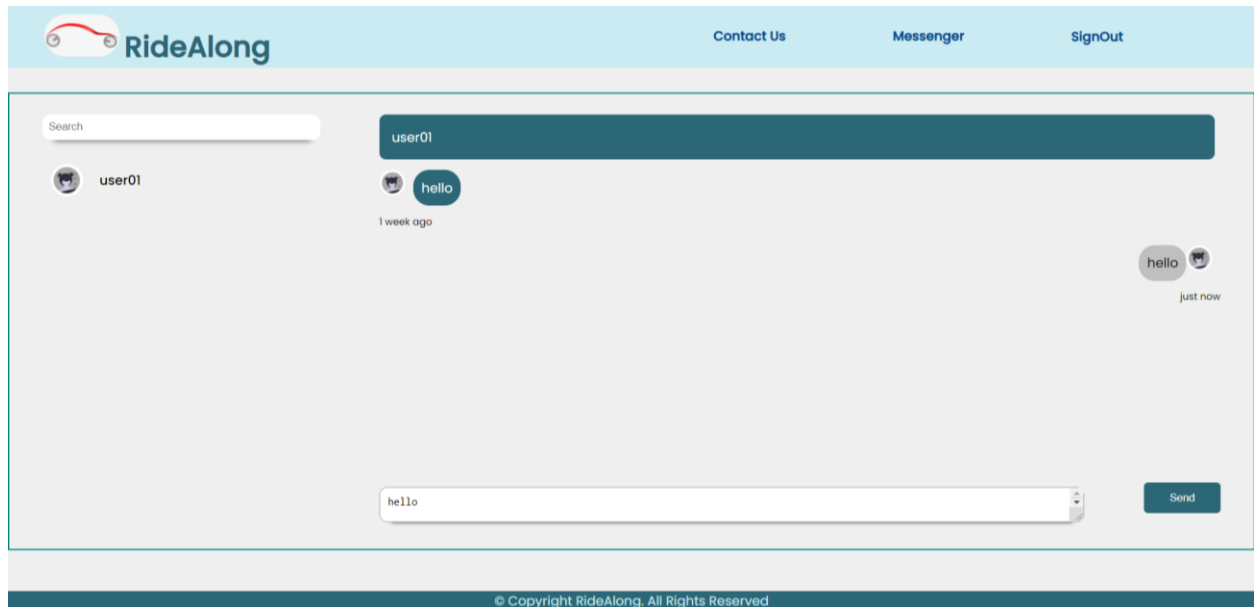 RideAlong
Contact Us
Messenger
SignOut
Search
user01
user01
hello
1 week ago
hello
just now
hello
Send
© Copyright RideAlong. All Rights Reserved